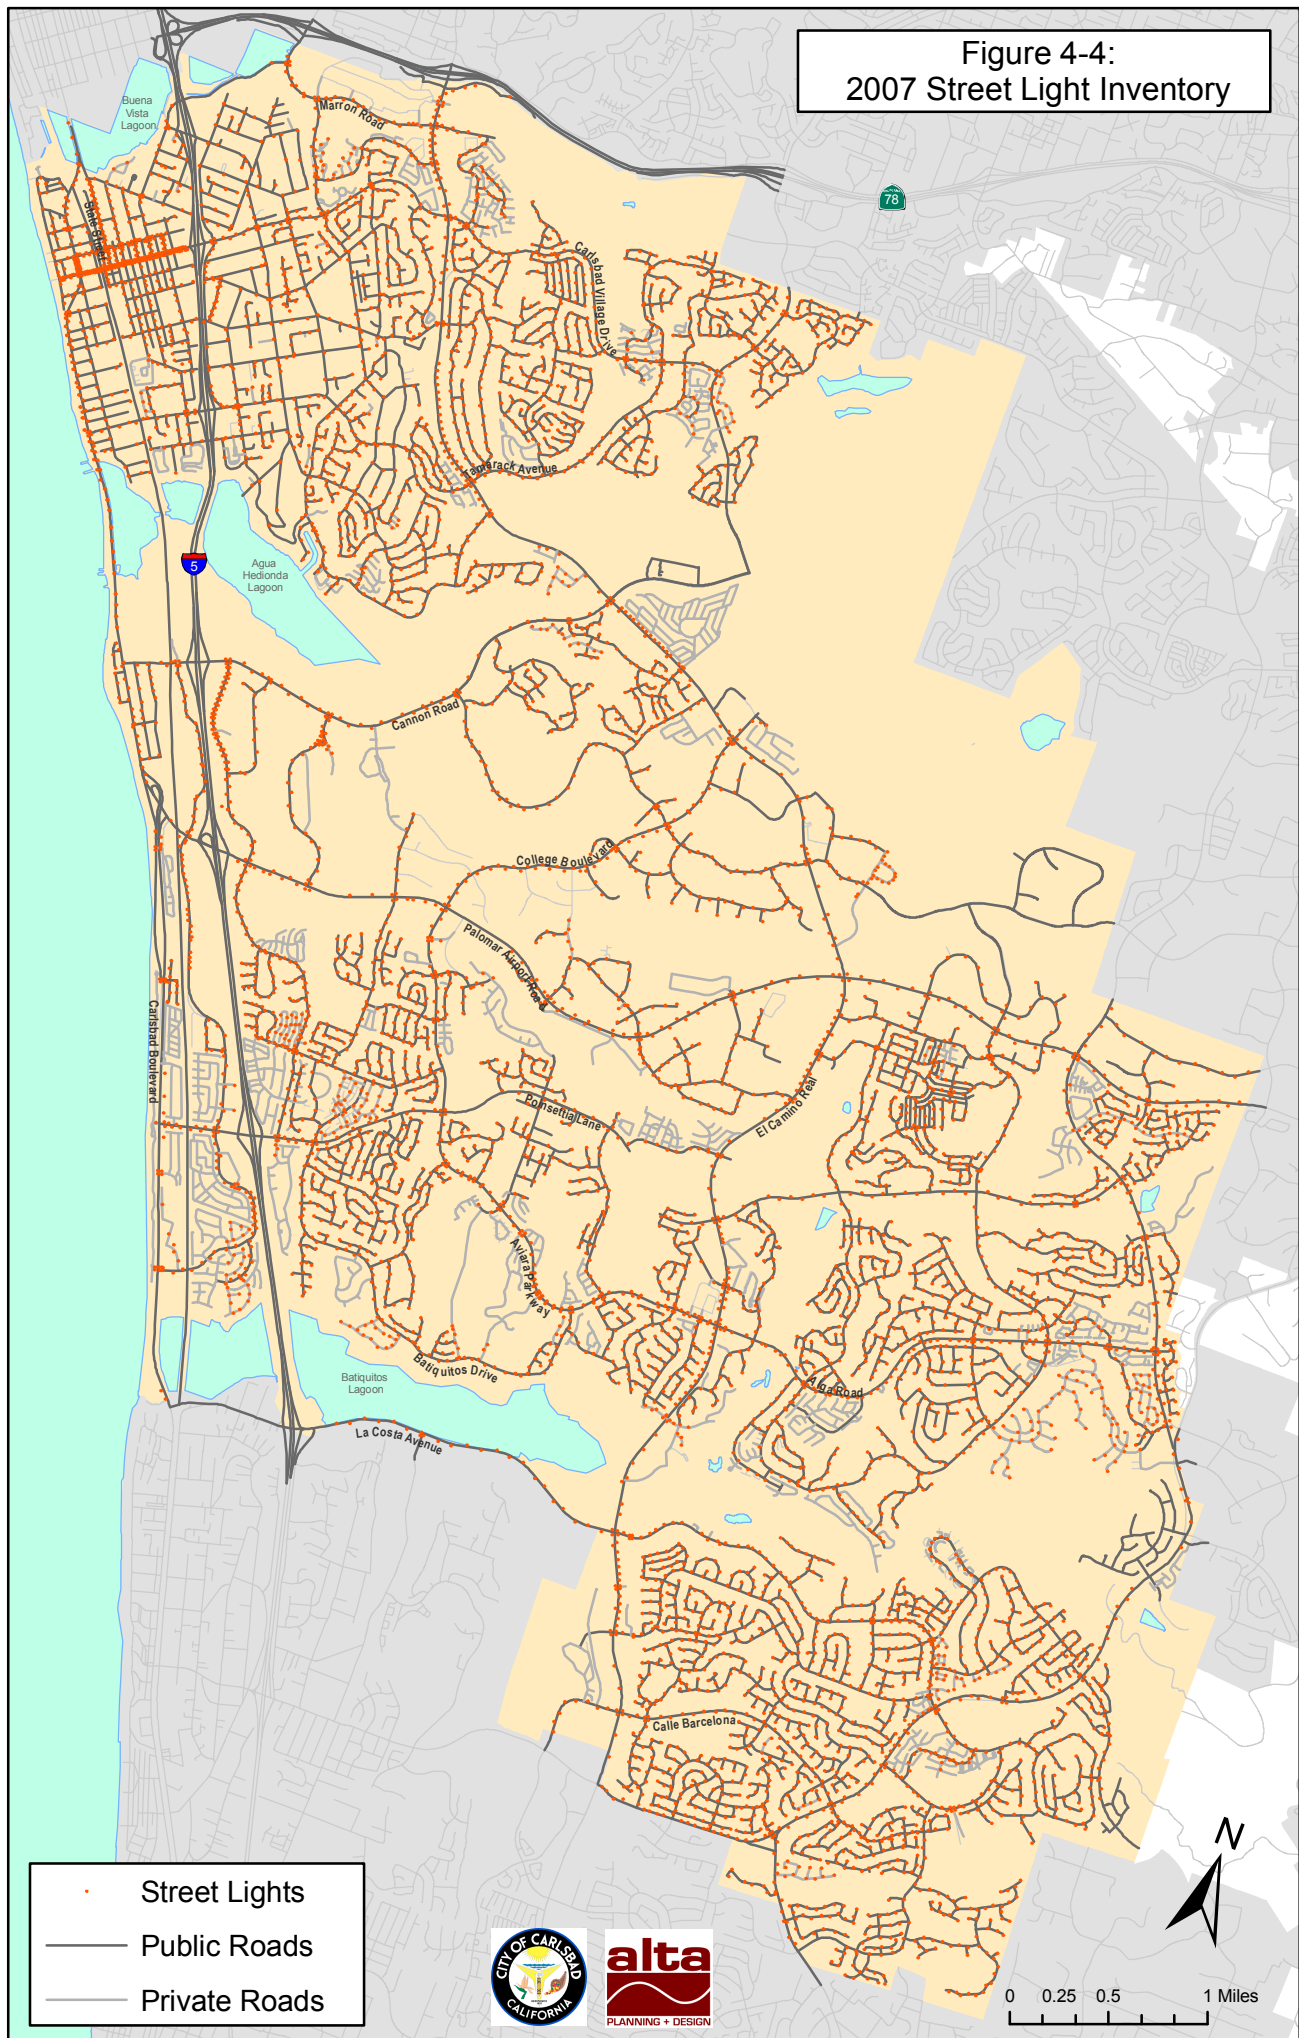 Figure 4-4:
2007 Street Light Inventory
Buena
Vista
Lagoon
Marron Road
78
State Street
Carlsbad Village Drive
Tamarack Avenue
5
Agua
Hedionda
Lagoon
Cannon Road
College Boulevard
Palomar Airport Road
Carlsbad Boulevard
El Camino Real
Poinsettia Lane
Aviara Parkway
Batiquitos Drive
Batiquitos
Lagoon
Alga Road
La Costa Avenue
Calle Barcelona
N
Street Lights
Public Roads
Private Roads
CITY OF CARLSBAD
CALIFORNIA
alta
PLANNING + DESIGN
0 0.25 0.5 1 Miles